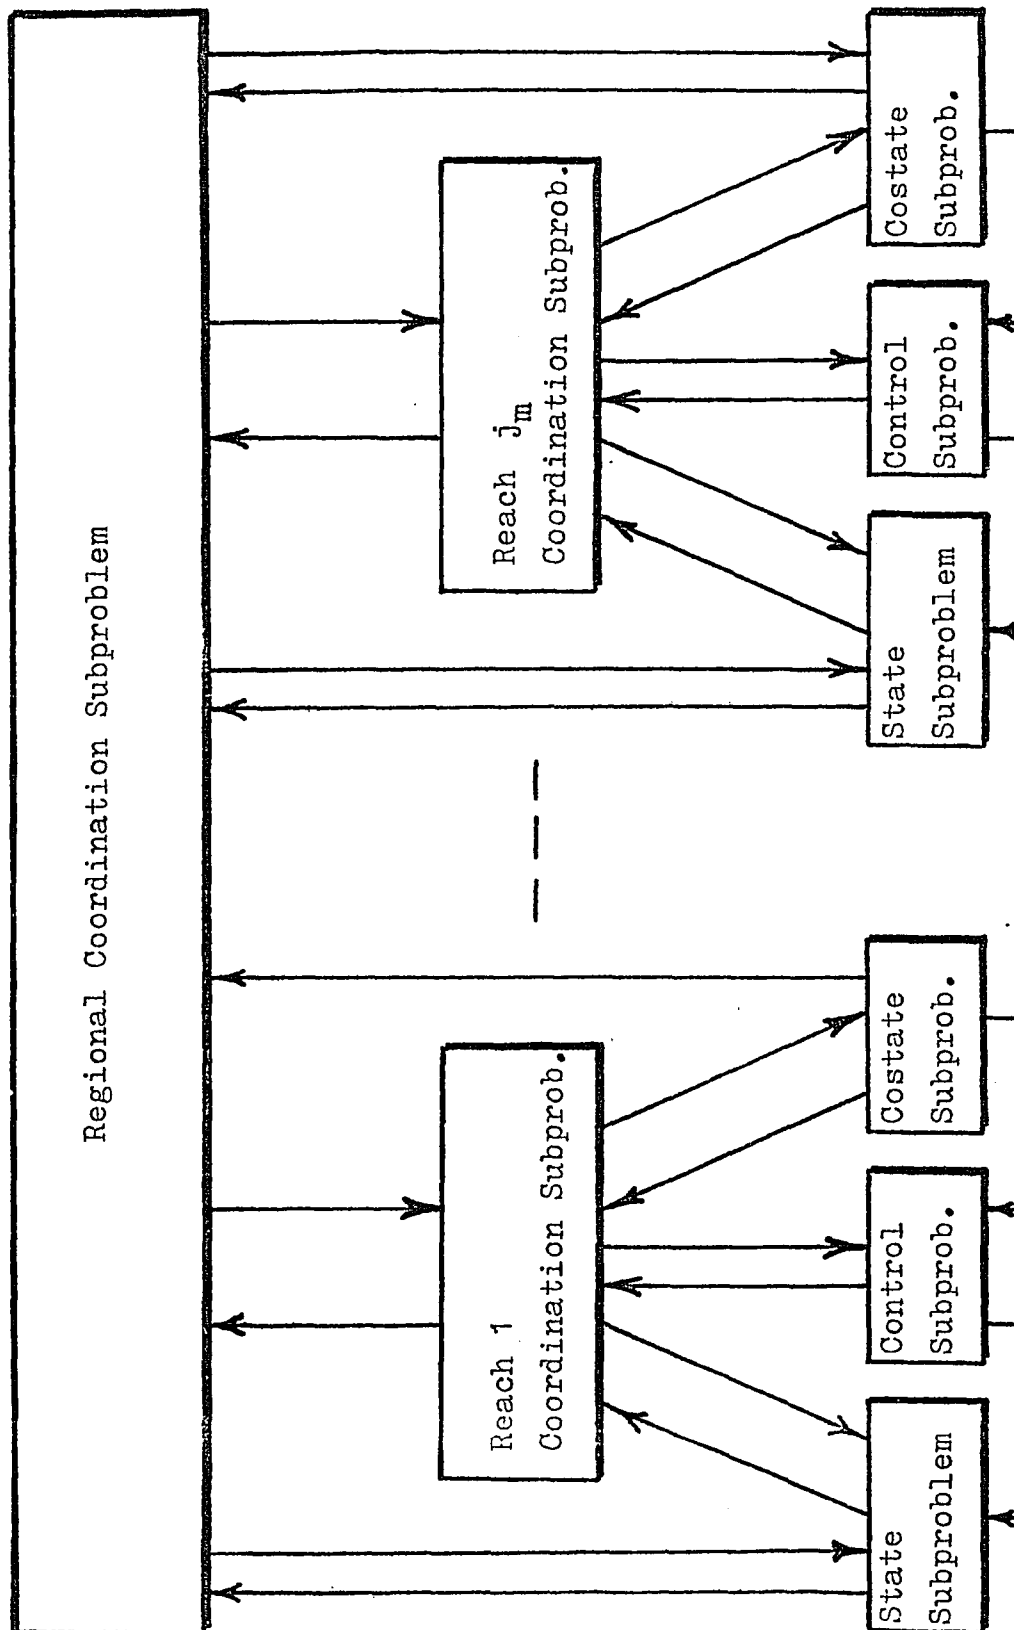 Regional Coordination Subproblem
Reach 1
Coordination Subprob.
Reach jm
Coordination Subprob.
State
Subproblem
Control
Subprob.
Costate
Subprob.
State
Subproblem
Control
Subprob.
Costate
Subprob.